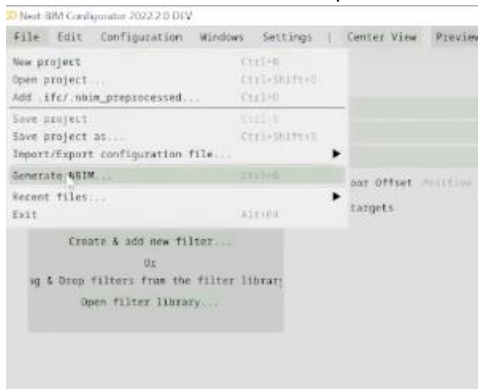 Next-BIM Configurator 2022.2.0 DEV
File Edit Configuration Windows Settings | Center View Preview
New project Ctrl+N
Open project... Ctrl+Shift+O
Add .ifc/.nbim_preprocessed... Ctrl+O
Save project Ctrl+S
Save project as... Ctrl+Shift+S
Import/Export configuration file...
Generate NBIM...
oor Offset Positive
Recent files...
targets
Exit Alt+F4
Create & add new filter...
Or
ag & Drop filters from the filter library
Open filter library...